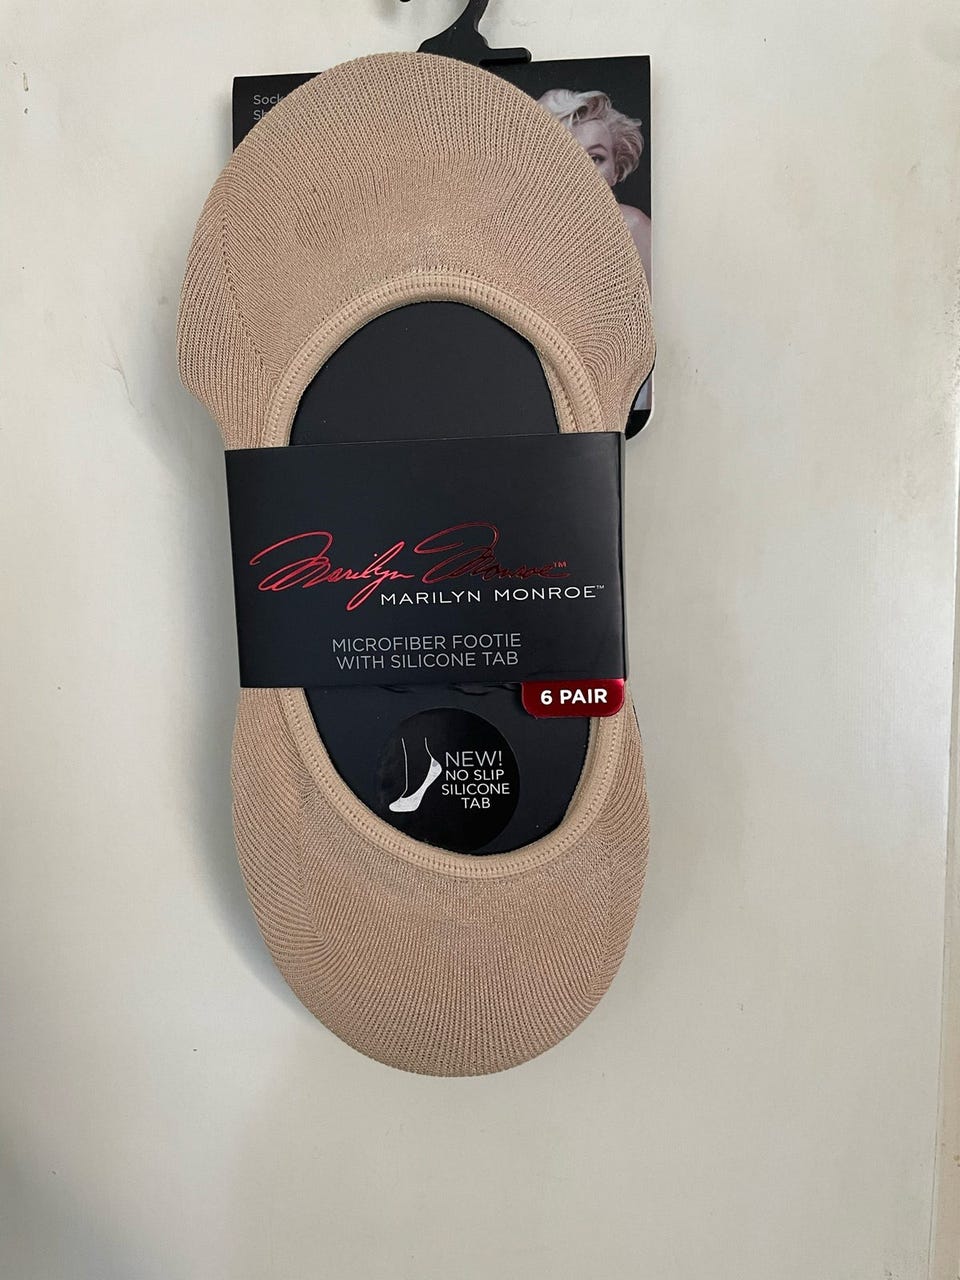 Marilyn Monroe™
MARILYN MONROE™
MICROFIBER FOOTIE
WITH SILICONE TAB
6 PAIR
NEW!
NO SLIP
SILICONE
TAB